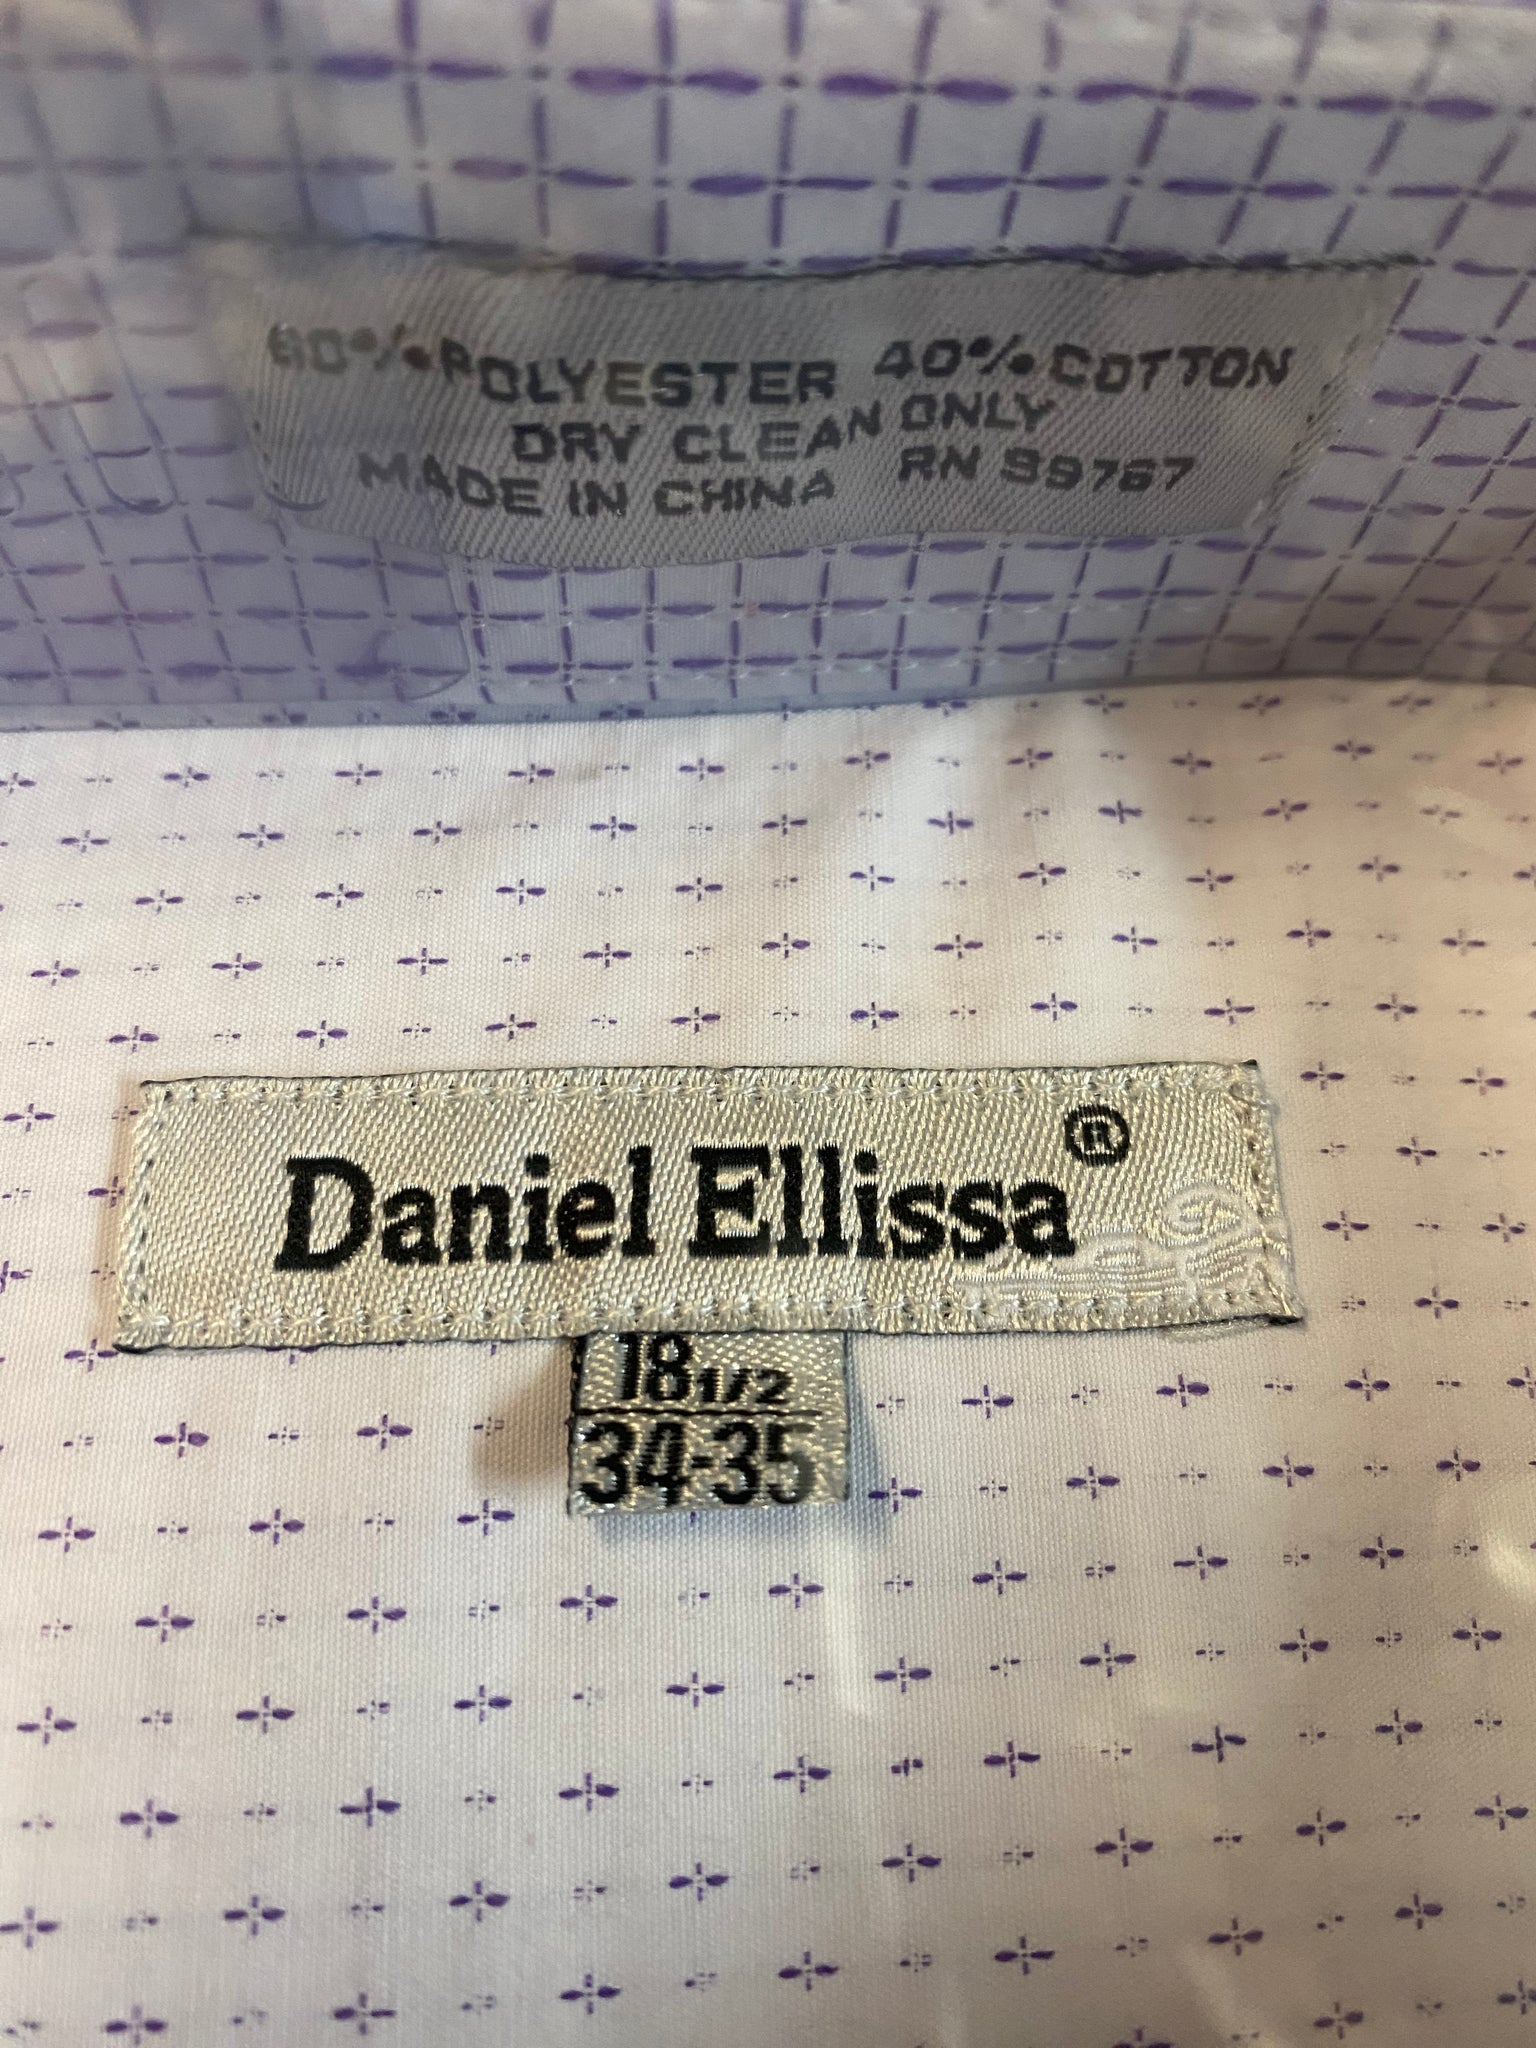 60% POLYESTER 40% COTTON
DRY CLEAN ONLY
MADE IN CHINA RN 99767
Daniel Ellissa ®
18 1/2
34-35